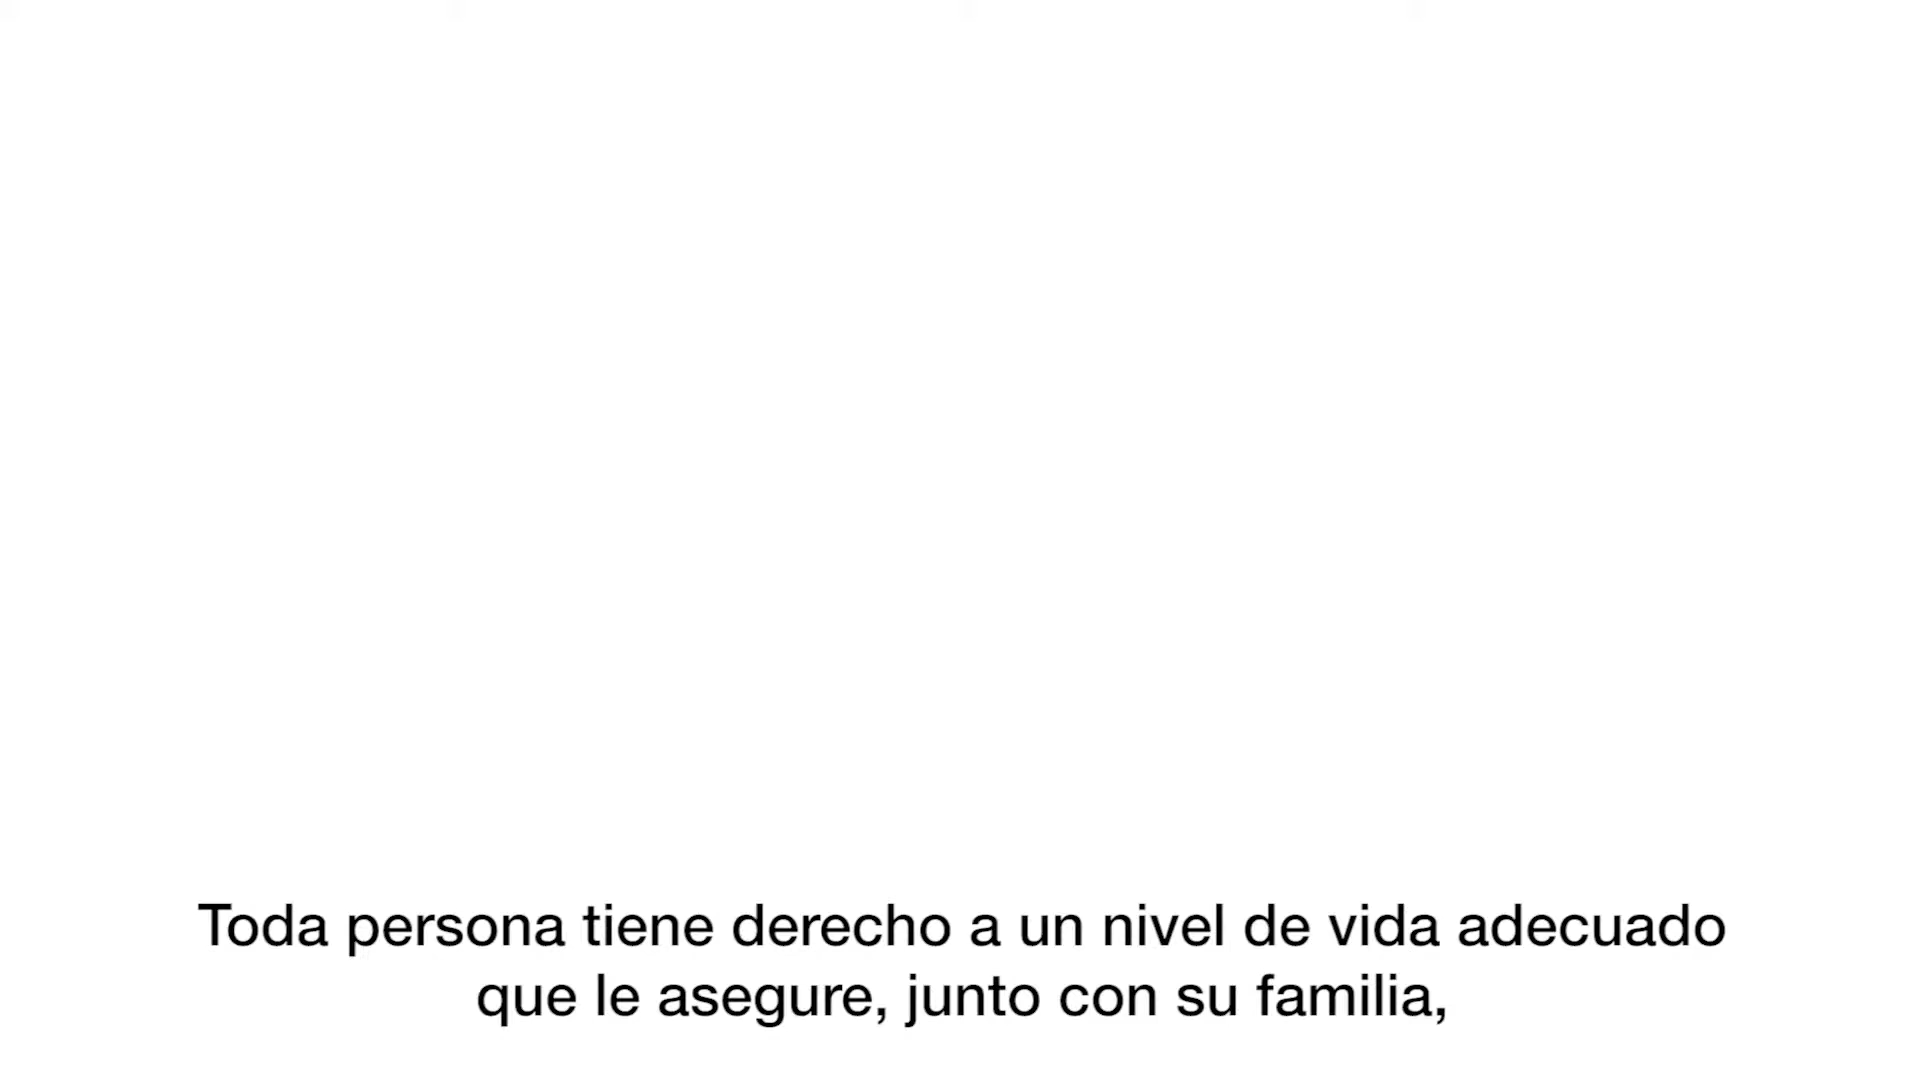 Toda persona tiene derecho a un nivel de vida adecuado
que le asegure, junto con su familia,